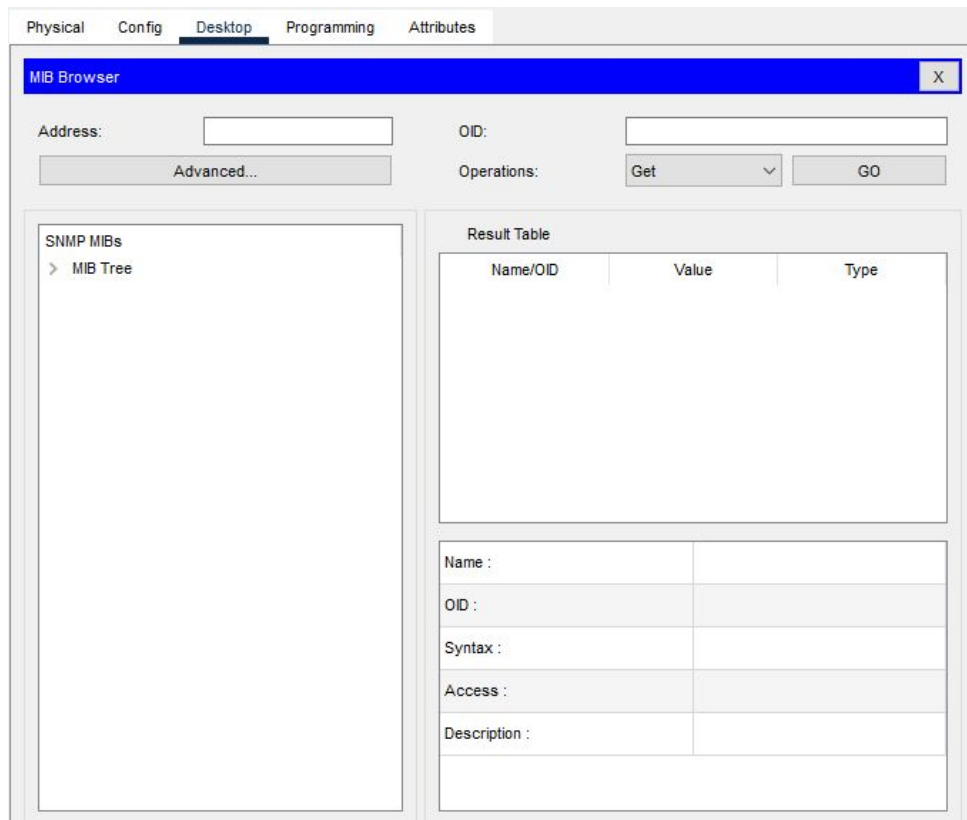 Physical Config Desktop Programming Attributes
MIB Browser X
Address: OID:
Advanced... Operations: Get GO
SNMP MIBs
MIB Tree
Result Table
Name/OID Value Type
Name :
OID :
Syntax :
Access :
Description :